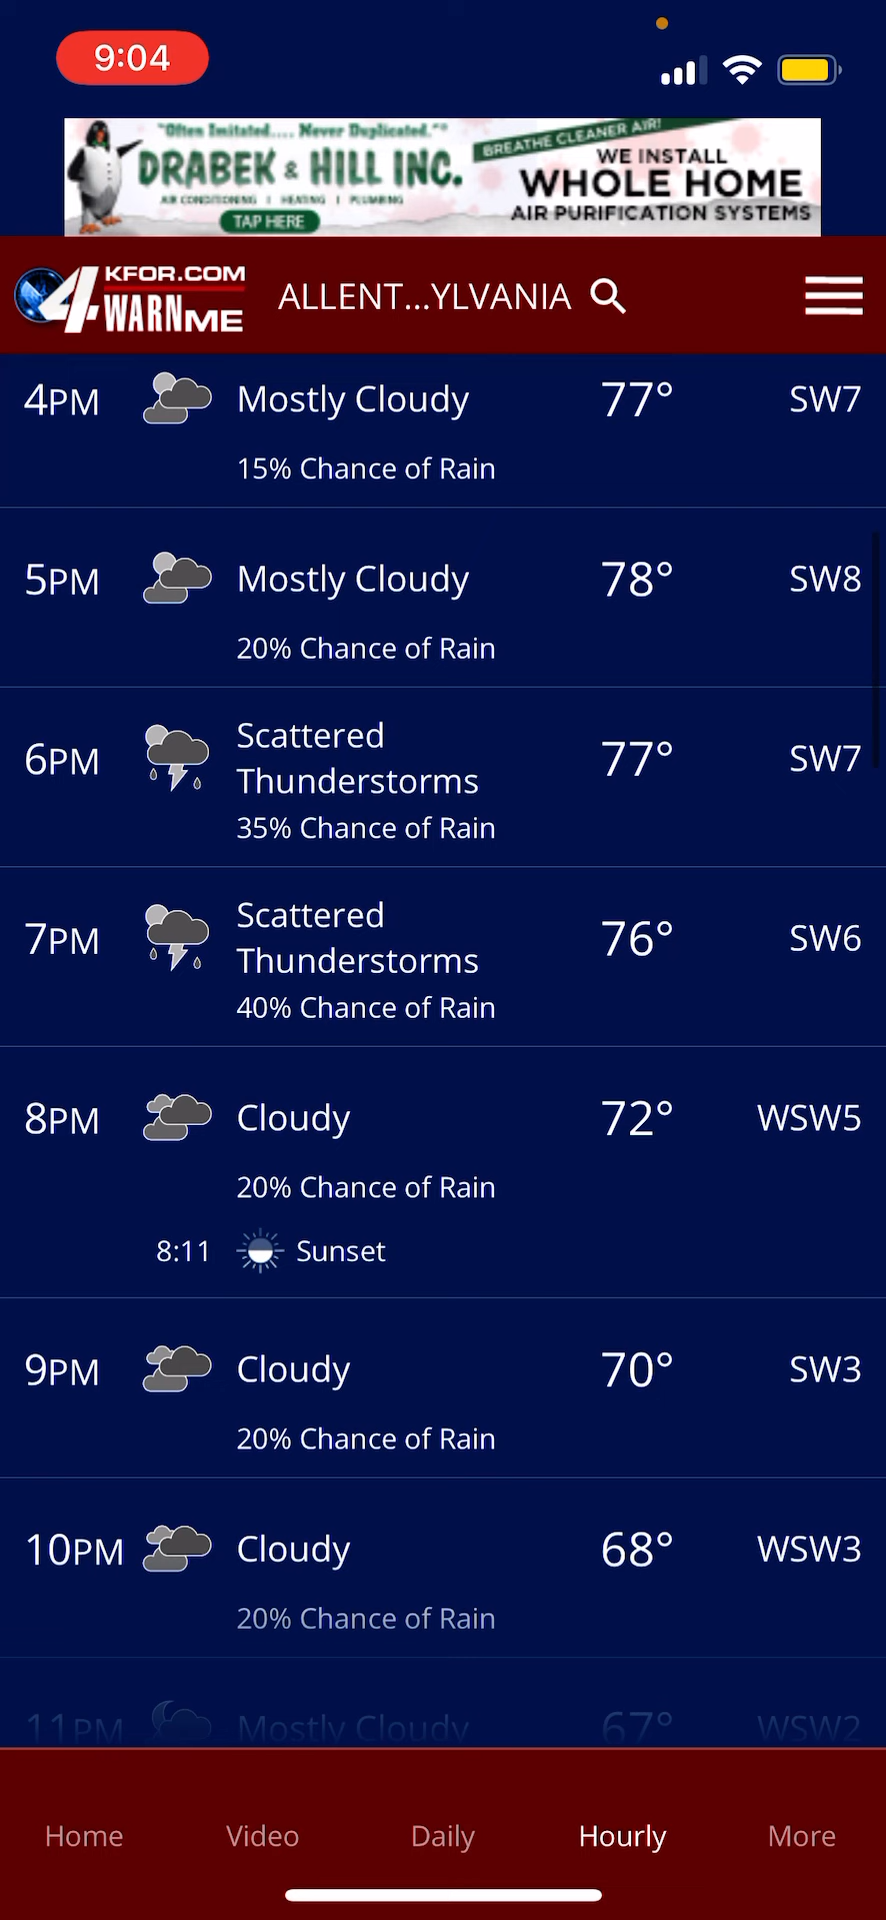 9:04
"Often Imitated.... Never Duplicated."®
DRABEK & HILL INC.
AIR CONDITIONING | HEATING | PLUMBING
TAP HERE
BREATHE CLEANER AIR!
WE INSTALL
WHOLE HOME
AIR PURIFICATION SYSTEMS
4 KFOR.COM
WARN ME
ALLENT...YLVANIA
4PM Mostly Cloudy 77° SW7
15% Chance of Rain
5PM Mostly Cloudy 78° SW8
20% Chance of Rain
6PM Scattered Thunderstorms 77° SW7
35% Chance of Rain
7PM Scattered Thunderstorms 76° SW6
40% Chance of Rain
8PM Cloudy 72° WSW5
20% Chance of Rain
8:11 Sunset
9PM Cloudy 70° SW3
20% Chance of Rain
10PM Cloudy 68° WSW3
20% Chance of Rain
11PM Mostly Cloudy 67° WSW2
Home Video Daily Hourly More